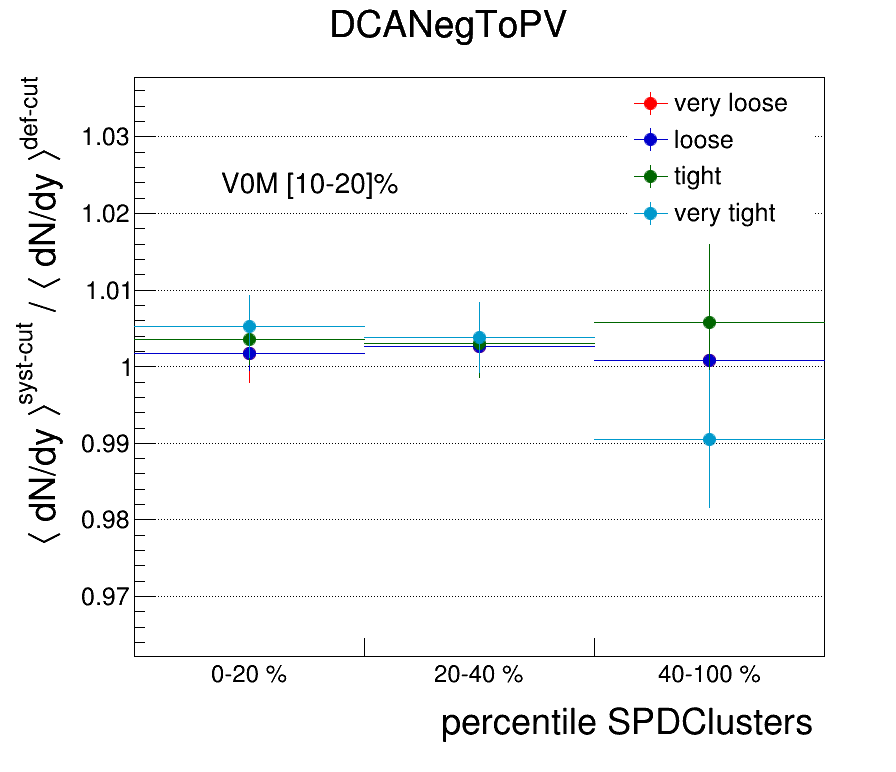 DCANegToPV
⟨ dN/dy ⟩^syst-cut / ⟨ dN/dy ⟩^def-cut
very loose
loose
tight
very tight
V0M [10-20]%
1.03
1.02
1.01
1
0.99
0.98
0.97
0-20 %
20-40 %
40-100 %
percentile SPDClusters